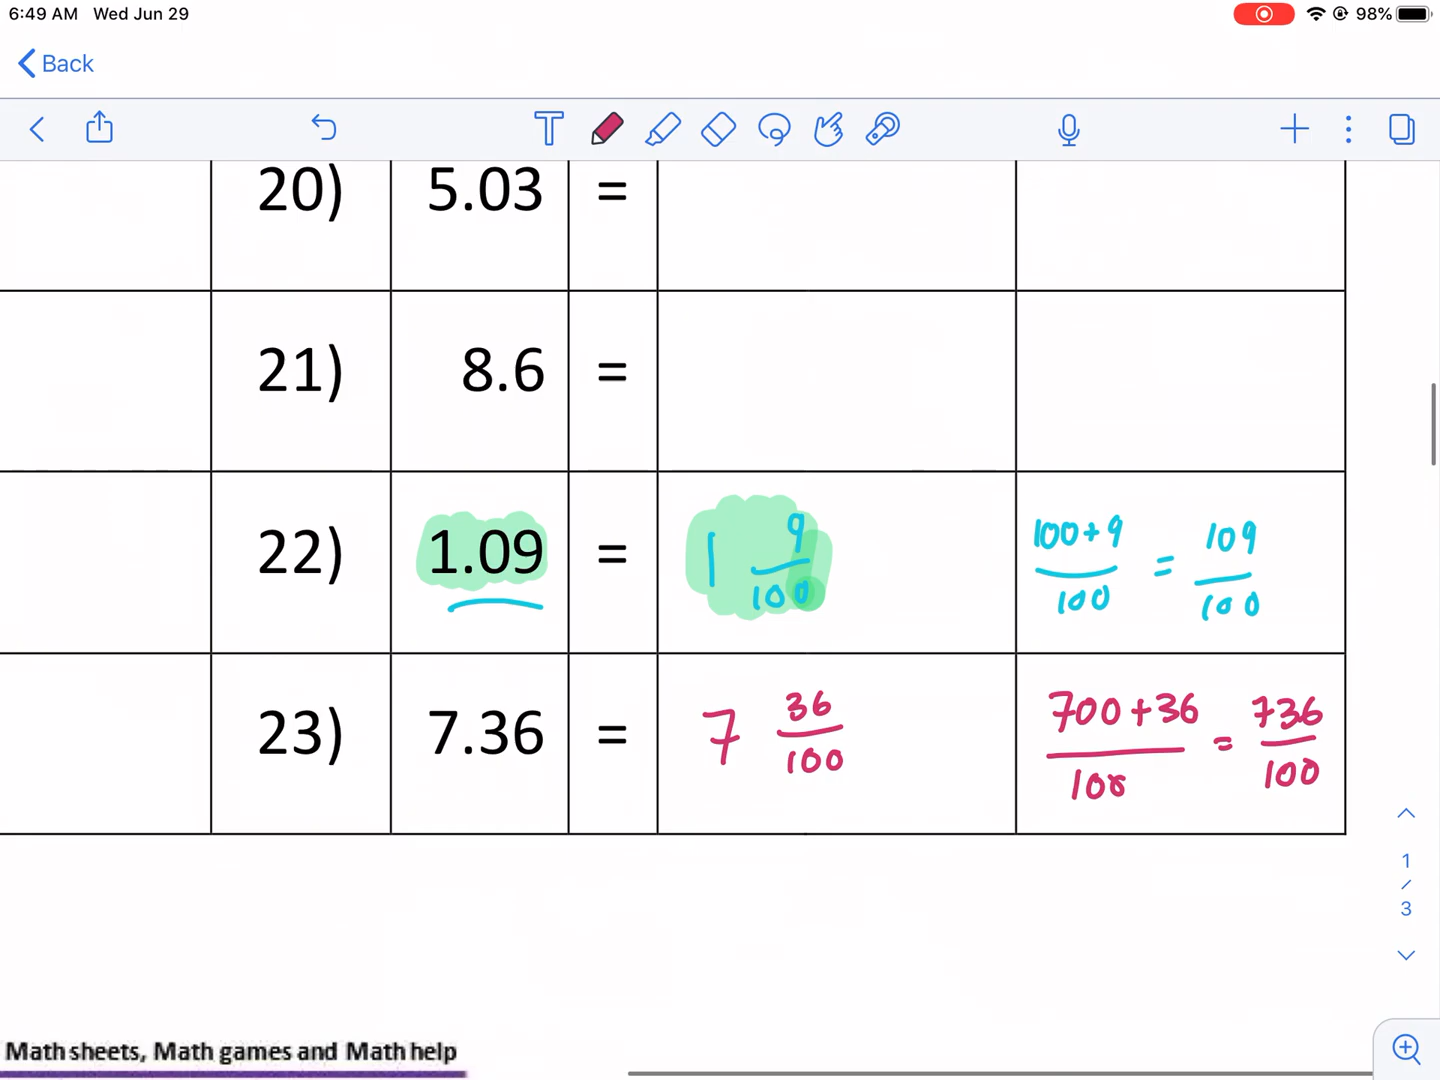 6:49 AM Wed Jun 29
98%
Back
T
20) 5.03 =
21) 8.6 =
22) 1.09 = 1 9/100 100+9/100 = 109/100
23) 7.36 = 7 36/100 700+36/100 = 736/100
1
/
3
Math sheets, Math games and Math help